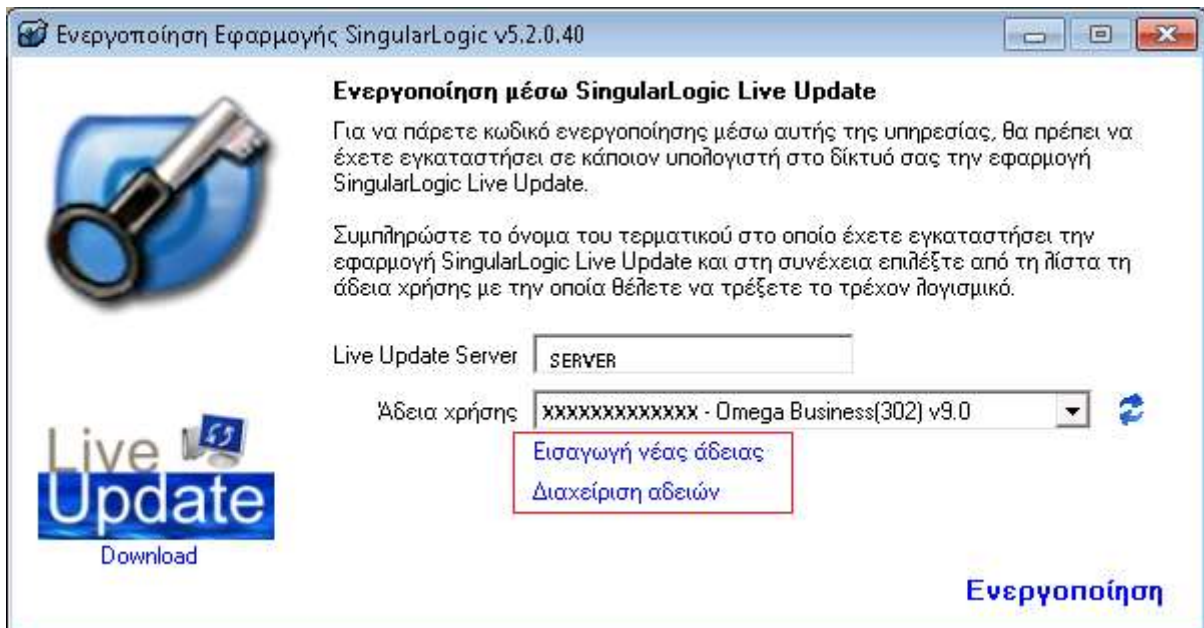 Ενεργοποίηση Εφαρμογής SingularLogic v5.2.0.40
Ενεργοποίηση μέσω SingularLogic Live Update
Για να πάρετε κωδικό ενεργοποίησης μέσω αυτής της υπηρεσίας, θα πρέπει να
έχετε εγκαταστήσει σε κάποιον υπολογιστή στο δίκτυό σας την εφαρμογή
SingularLogic Live Update.
Συμπληρώστε το όνομα του τερματικού στο οποίο έχετε εγκαταστήσει την
εφαρμογή SingularLogic Live Update και στη συνέχεια επιλέξτε από τη λίστα τη
άδεια χρήσης με την οποία θέλετε να τρέξετε το τρέχον λογισμικό.
Live Update Server SERVER
Άδεια χρήσης xxxxxxxxxxxxx - Omega Business(302) v9.0
Εισαγωγή νέας άδειας
Διαχείριση αδειών
Live
Update
Download
Ενεργοποίηση